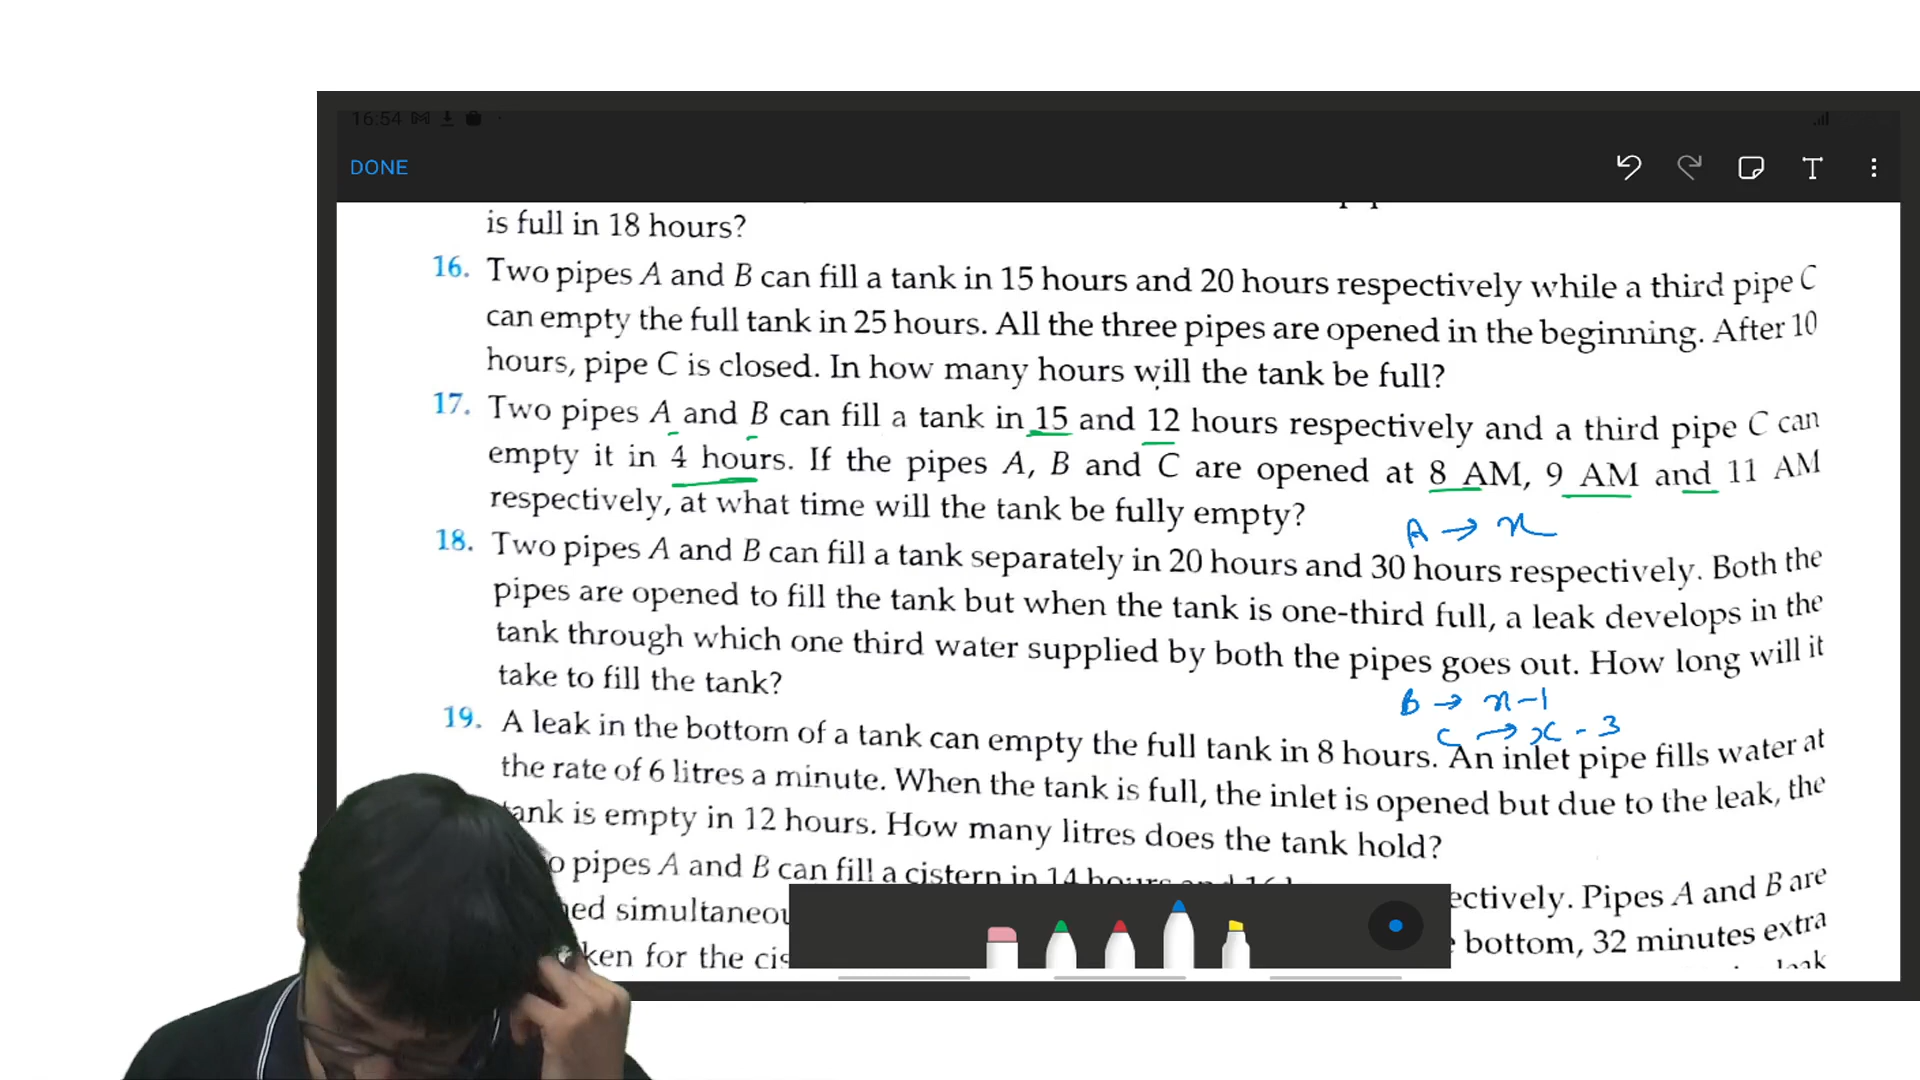 16:54
DONE
is full in 18 hours?
16. Two pipes A and B can fill a tank in 15 hours and 20 hours respectively while a third pipe C
can empty the full tank in 25 hours. All the three pipes are opened in the beginning. After 10
hours, pipe C is closed. In how many hours will the tank be full?
17. Two pipes A and B can fill a tank in 15 and 12 hours respectively and a third pipe C can
empty it in 4 hours. If the pipes A, B and C are opened at 8 AM, 9 AM and 11 AM
respectively, at what time will the tank be fully empty?
A → x
18. Two pipes A and B can fill a tank separately in 20 hours and 30 hours respectively. Both the
pipes are opened to fill the tank but when the tank is one-third full, a leak develops in the
tank through which one third water supplied by both the pipes goes out. How long will it
take to fill the tank?
B → x-1
C → x-3
19. A leak in the bottom of a tank can empty the full tank in 8 hours. An inlet pipe fills water at
the rate of 6 litres a minute. When the tank is full, the inlet is opened but due to the leak, the
tank is empty in 12 hours. How many litres does the tank hold?
pipes A and B can fill a cistern in 14 hours and 16 ectively. Pipes A and B are
simultaneou bottom, 32 minutes extra
ken for the cis leak